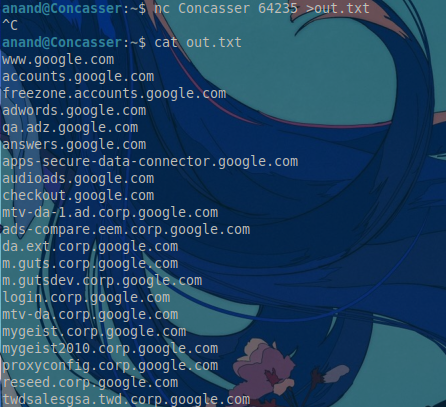 anand@Concasser:~$ nc Concasser 64235 >out.txt
^C
anand@Concasser:~$ cat out.txt
www.google.com
accounts.google.com
freezone.accounts.google.com
adwords.google.com
qa.adz.google.com
answers.google.com
apps-secure-data-connector.google.com
audioads.google.com
checkout.google.com
mtv-da-1.ad.corp.google.com
ads-compare.eem.corp.google.com
da.ext.corp.google.com
m.guts.corp.google.com
m.gutsdev.corp.google.com
login.corp.google.com
mtv-da.corp.google.com
mygeist.corp.google.com
mygeist2010.corp.google.com
proxyconfig.corp.google.com
reseed.corp.google.com
twdsalesgsa.twd.corp.google.com